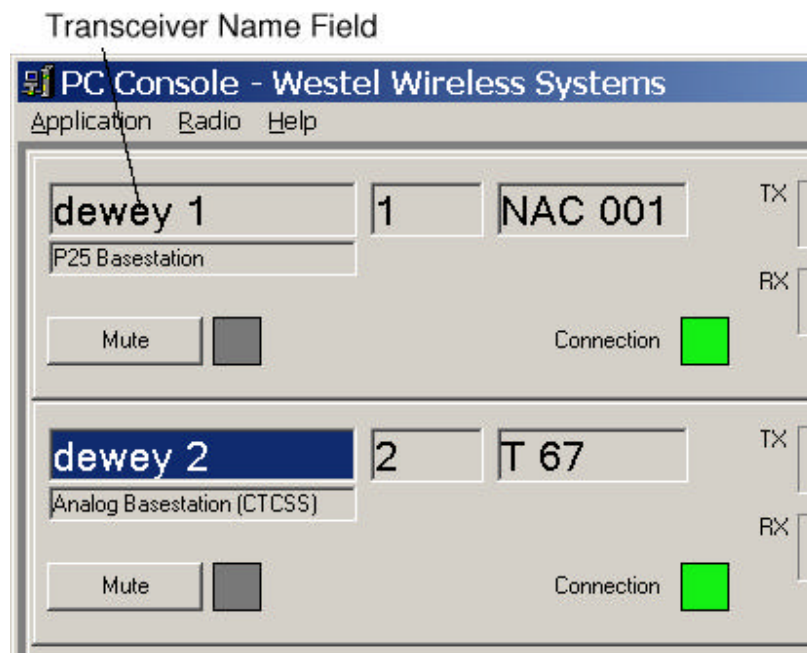 Transceiver Name Field
PC Console - Westel Wireless Systems
Application Radio Help
dewey 1 1 NAC 001 TX
P25 Basestation
RX
Mute Connection
dewey 2 2 T 67 TX
Analog Basestation (CTCSS)
RX
Mute Connection